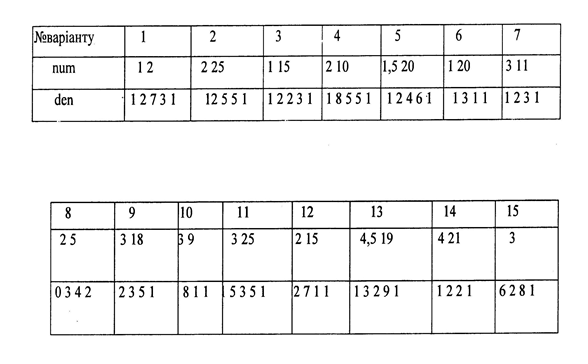 №варіанту 1 2 3 4 5 6 7
num 1 2 2 25 1 15 2 10 1,5 20 1 20 3 11
den 1 2 7 3 1 12 5 5 1 1 2 2 3 1 1 8 5 5 1 1 2 4 6 1 1 3 1 1 1 2 3 1
8 9 10 11 12 13 14 15
2 5 3 18 3 9 3 25 2 15 4,5 19 4 21 3
0 3 4 2 2 3 5 1 8 1 1 5 3 5 1 2 7 1 1 1 3 2 9 1 1 2 2 1 6 2 8 1